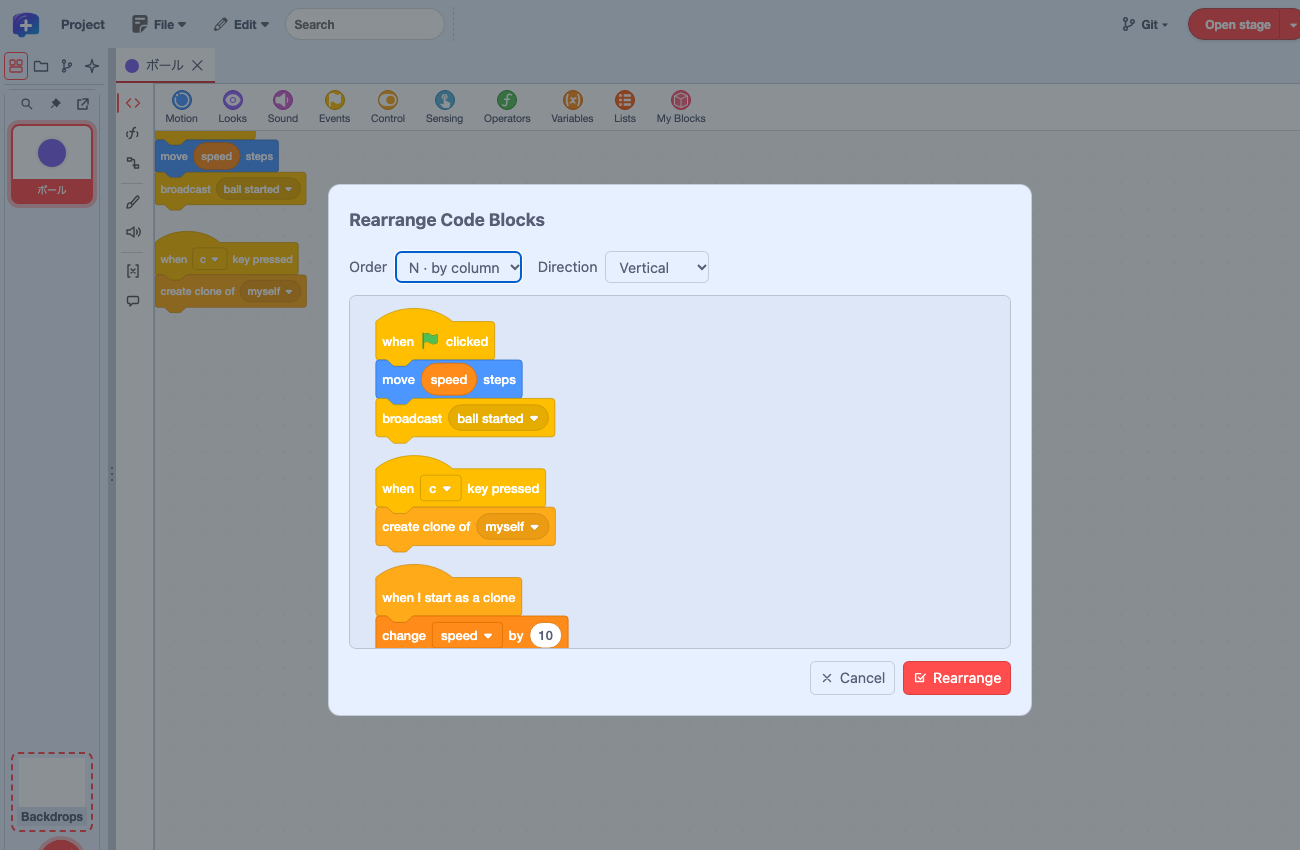 Project
File
Edit
Search
Git
Open stage
ボール
Motion
Looks
Sound
Events
Control
Sensing
Operators
Variables
Lists
My Blocks
move speed steps
broadcast ball started
when c key pressed
create clone of myself
ボール
Backdrops
Rearrange Code Blocks
Order N · by column Direction Vertical
when clicked
move speed steps
broadcast ball started
when c key pressed
create clone of myself
when I start as a clone
change speed by 10
Cancel
Rearrange